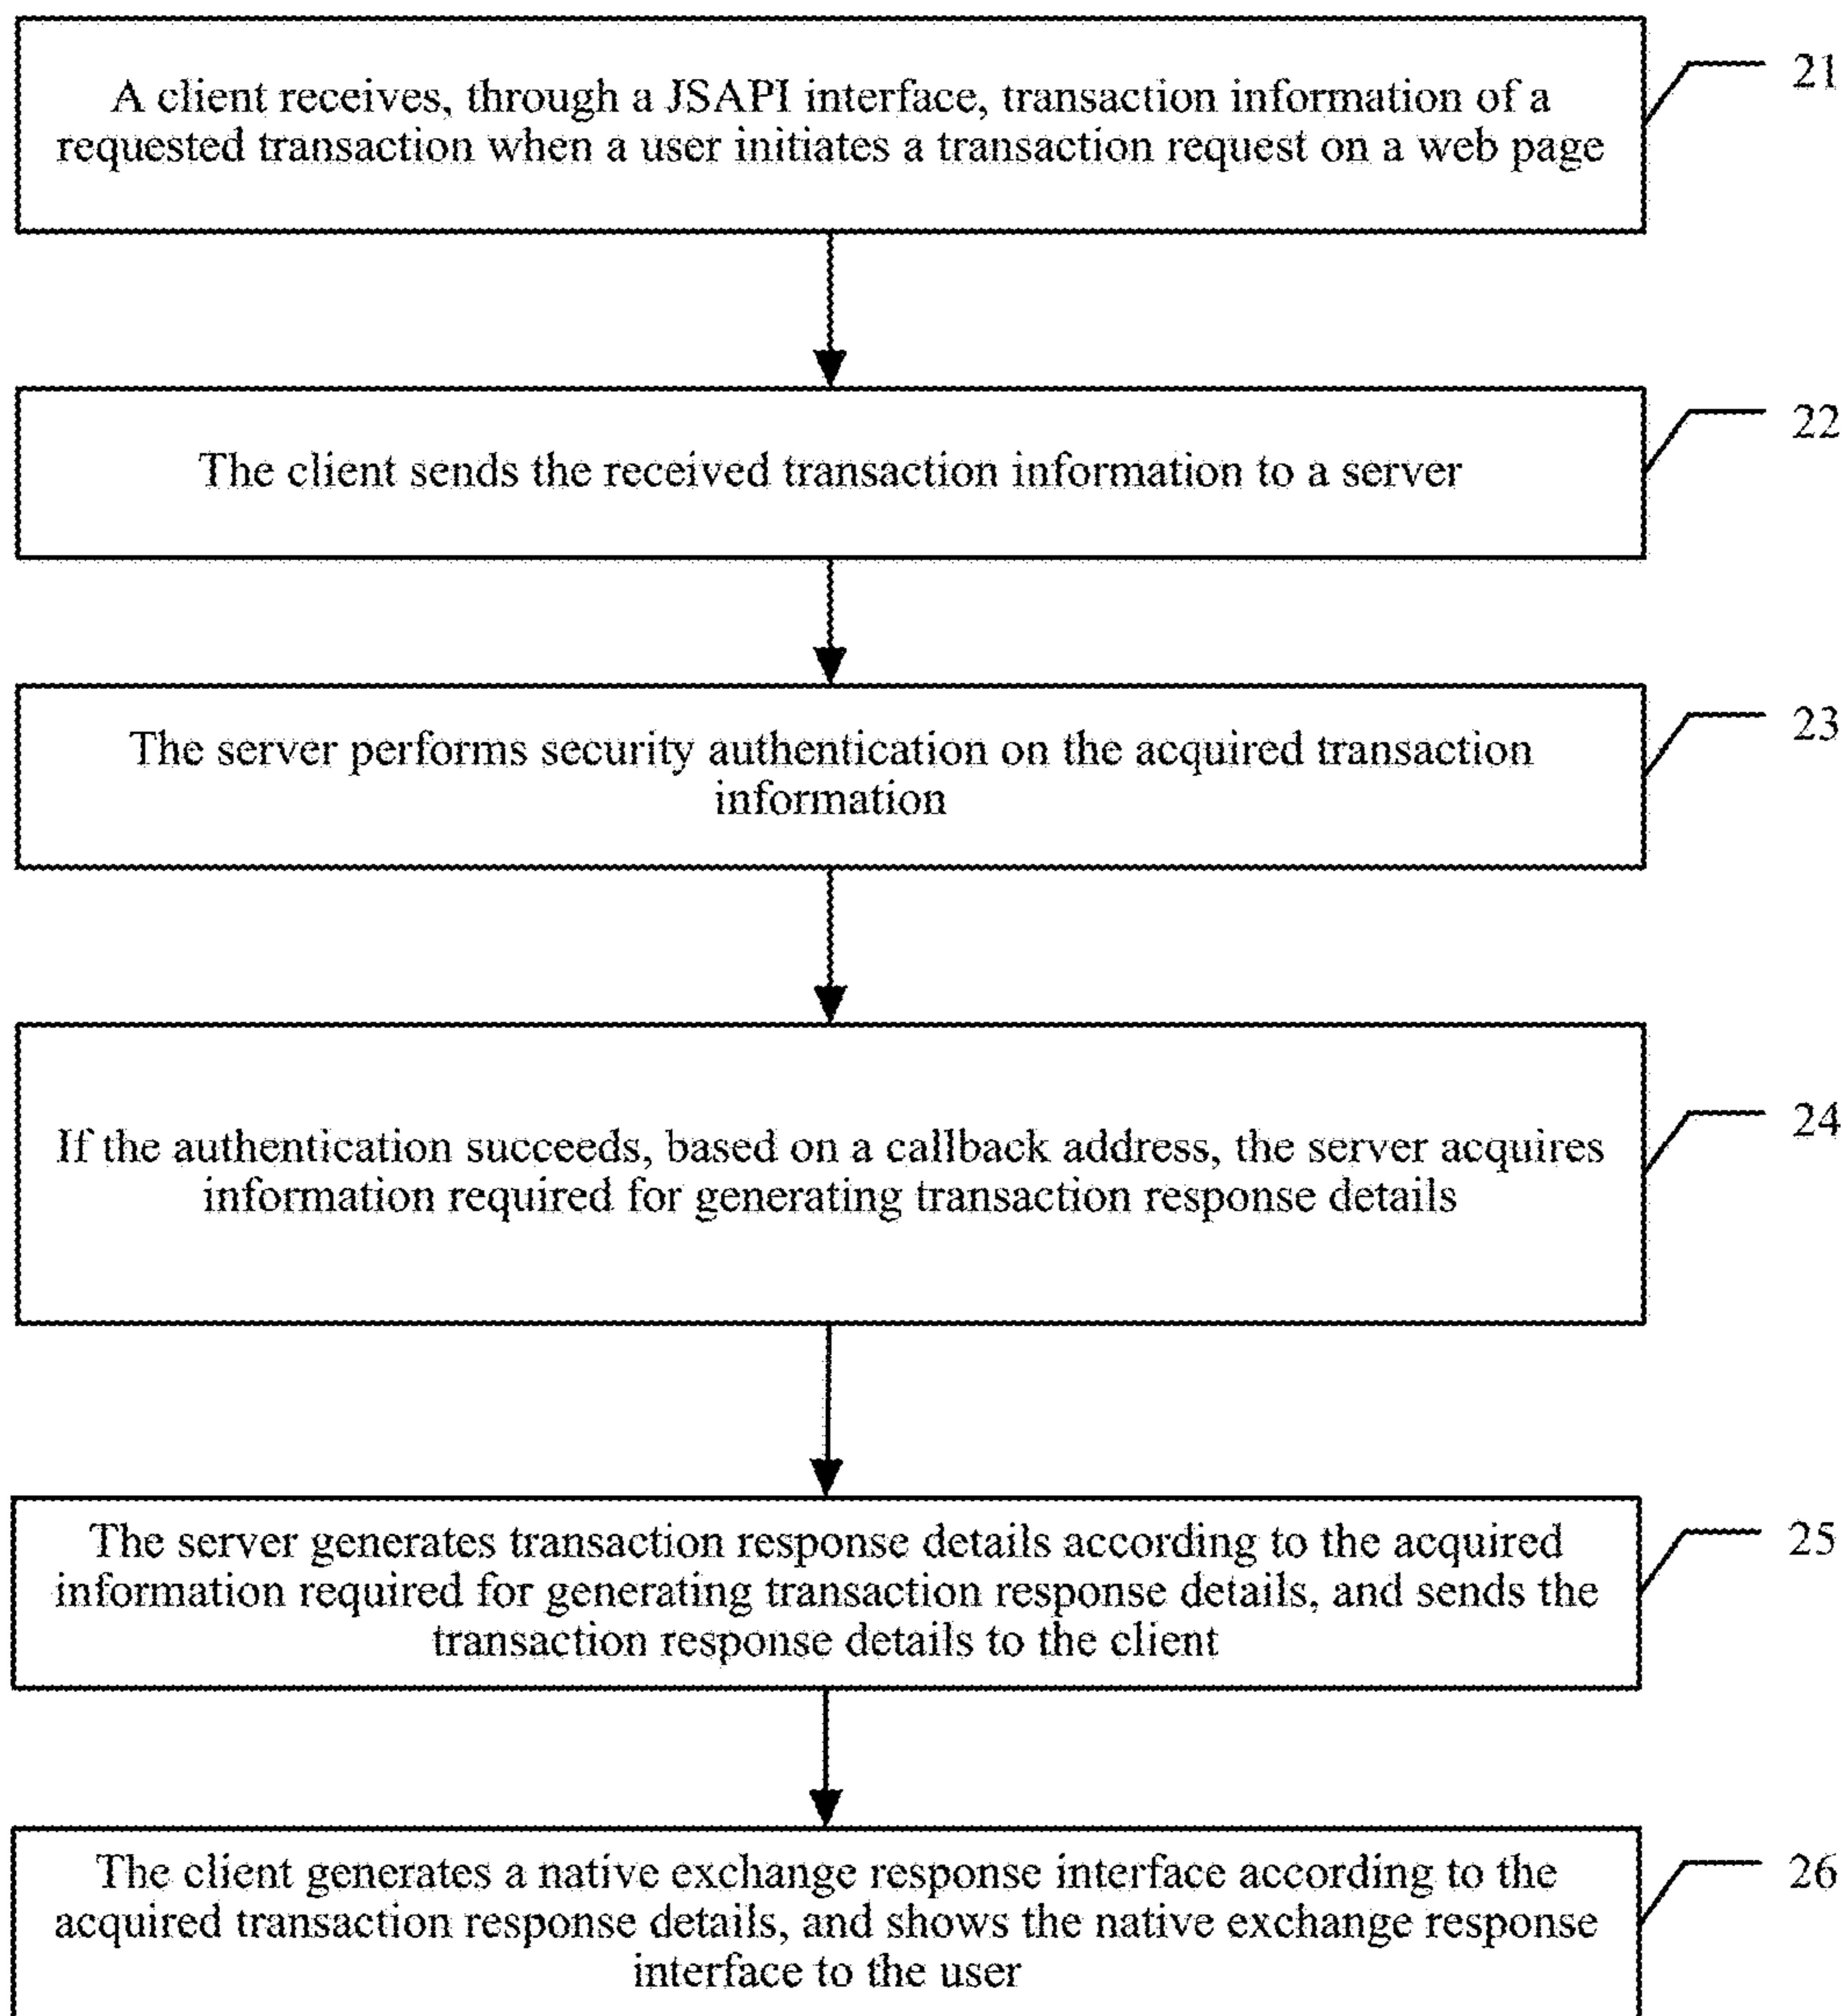 A client receives, through a JSAPI interface, transaction information of a
requested transaction when a user initiates a transaction request on a web page
21
The client sends the received transaction information to a server
22
The server performs security authentication on the acquired transaction
information
23
If the authentication succeeds, based on a callback address, the server acquires
information required for generating transaction response details
24
The server generates transaction response details according to the acquired
information required for generating transaction response details, and sends the
transaction response details to the client
25
The client generates a native exchange response interface according to the
acquired transaction response details, and shows the native exchange response
interface to the user
26